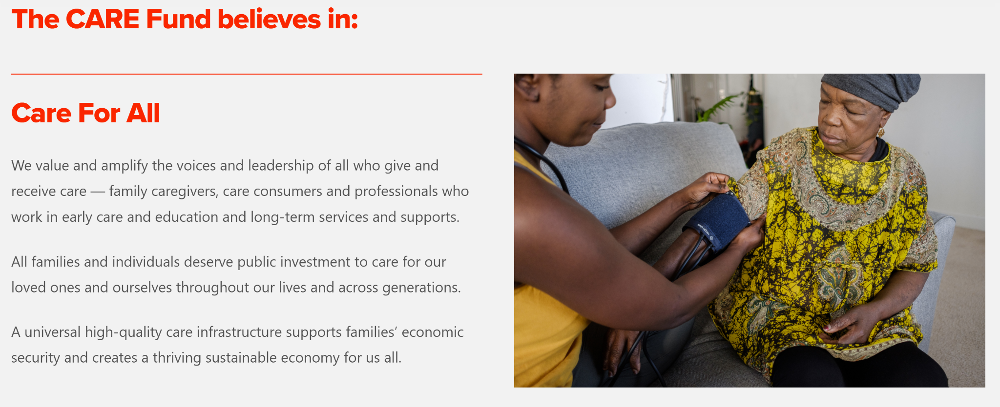 The CARE Fund believes in:
Care For All
We value and amplify the voices and leadership of all who give and
receive care — family caregivers, care consumers and professionals who
work in early care and education and long-term services and supports.
All families and individuals deserve public investment to care for our
loved ones and ourselves throughout our lives and across generations.
A universal high-quality care infrastructure supports families’ economic
security and creates a thriving sustainable economy for us all.